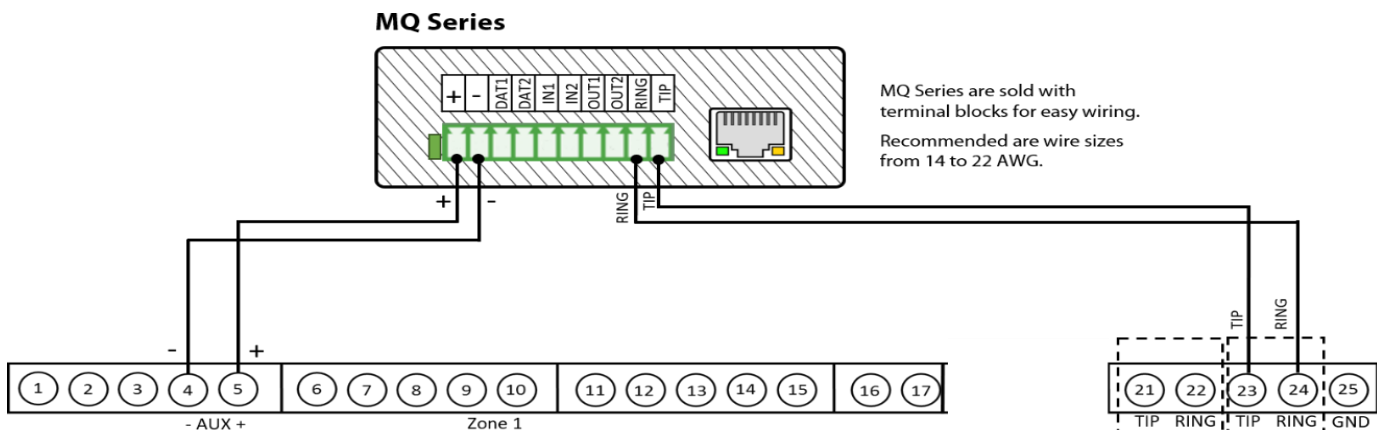 MQ Series
+ - DAT1 DAT2 IN1 IN2 OUT1 OUT2 RING TIP
MQ Series are sold with
terminal blocks for easy wiring.
Recommended are wire sizes
from 14 to 22 AWG.
+ - RING TIP
TIP RING
- +
1 2 3 4 5 6 7 8 9 10 11 12 13 14 15 16 17 21 22 23 24 25
- AUX + Zone 1 TIP RING TIP RING GND